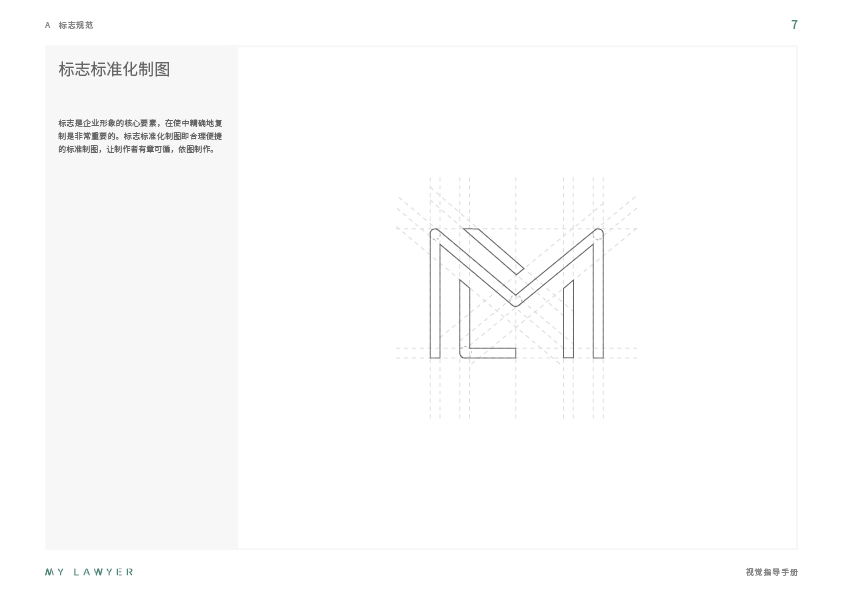 A 标志规范
7
标志标准化制图
标志是企业形象的核心要素，在使中精确地复
制是非常重要的。标志标准化制图即合理便捷
的标准制图，让制作者有章可循，依图制作。
MY LAWYER
视觉指导手册